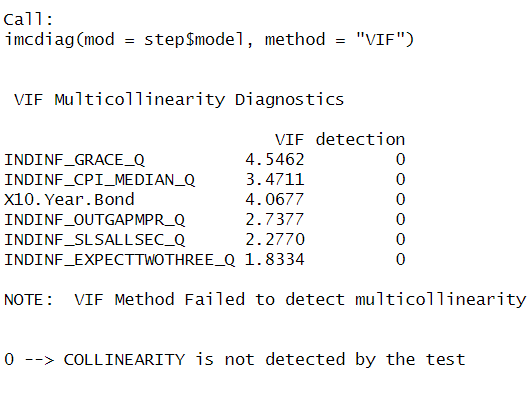 Call:
imcdiag(mod = step$model, method = "VIF")
VIF Multicollinearity Diagnostics
VIF detection
INDINF_GRACE_Q 4.5462 0
INDINF_CPI_MEDIAN_Q 3.4711 0
X10.Year.Bond 4.0677 0
INDINF_OUTGAPMPR_Q 2.7377 0
INDINF_SLSALLSEC_Q 2.2770 0
INDINF_EXPECTTWOTHREE_Q 1.8334 0
NOTE: VIF Method Failed to detect multicollinearity
0 --> COLLINEARITY is not detected by the test